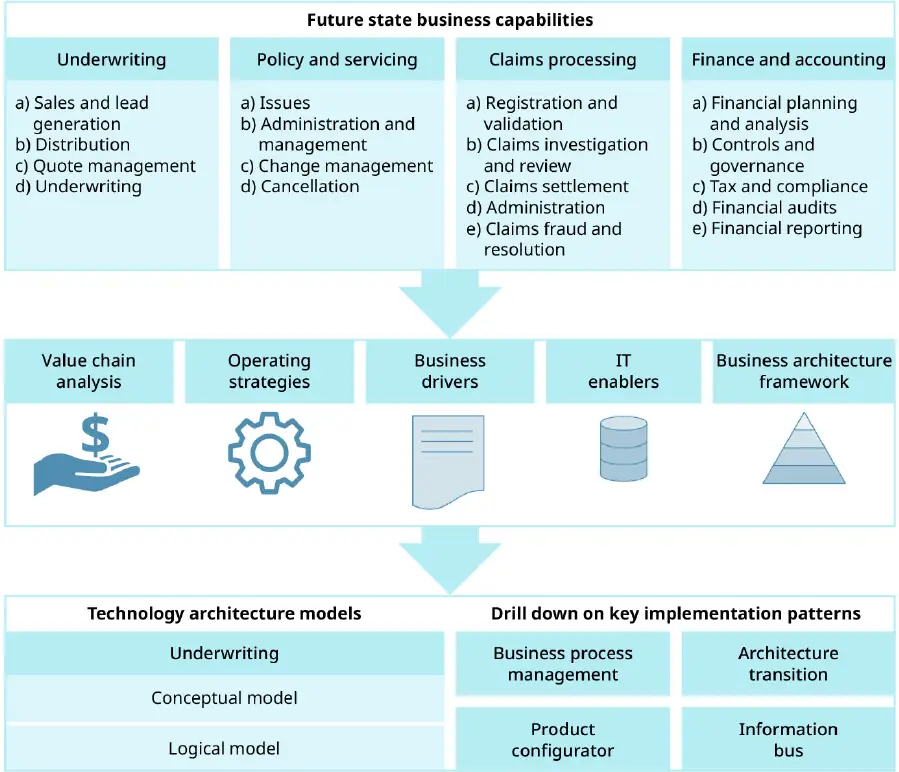 Future state business capabilities
Underwriting
a) Sales and lead
generation
b) Distribution
c) Quote management
d) Underwriting
Policy and servicing
a) Issues
b) Administration and
management
c) Change management
d) Cancellation
Claims processing
a) Registration and
validation
b) Claims investigation
and review
c) Claims settlement
d) Administration
e) Claims fraud and
resolution
Finance and accounting
a) Financial planning
and analysis
b) Controls and
governance
c) Tax and compliance
d) Financial audits
e) Financial reporting
Value chain
analysis
Operating
strategies
Business
drivers
IT
enablers
Business architecture
framework
$
Technology architecture models
Underwriting
Conceptual model
Logical model
Drill down on key implementation patterns
Business process
management
Architecture
transition
Product
configurator
Information
bus